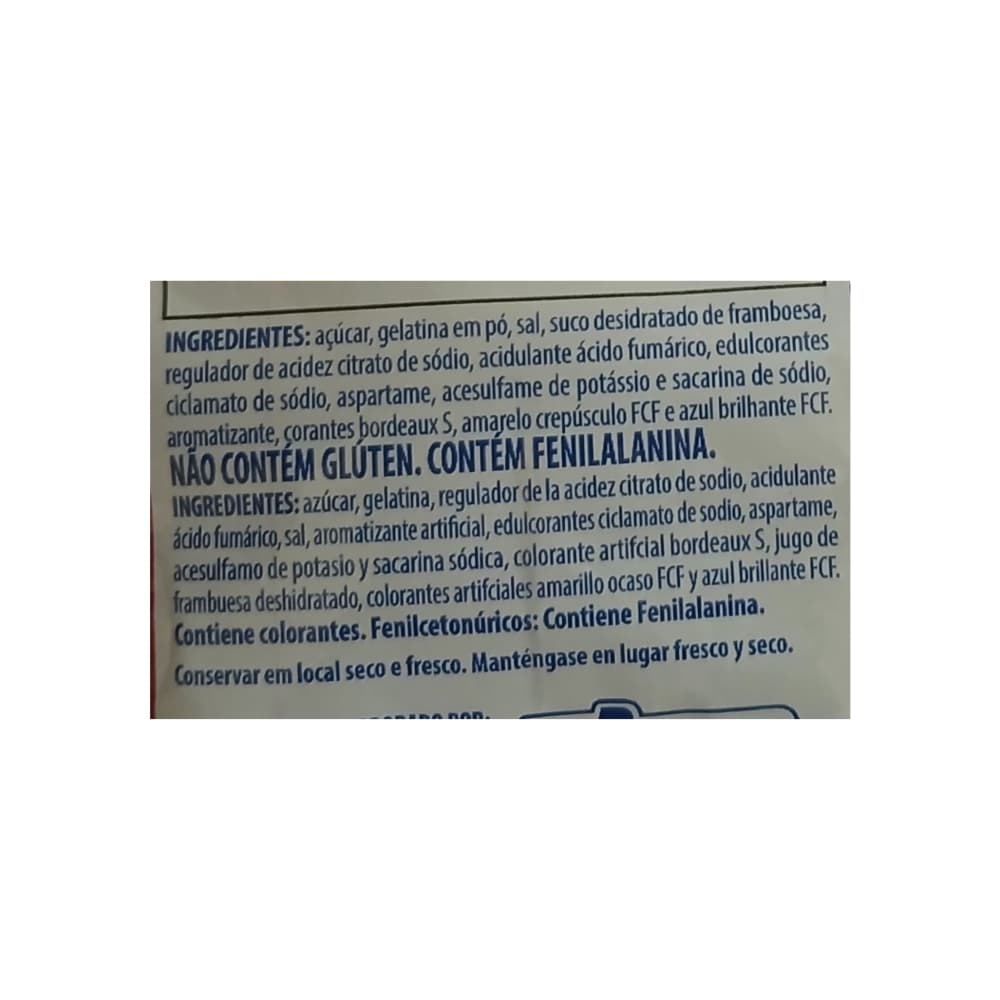 INGREDIENTES: açúcar, gelatina em pó, sal, suco desidratado de framboesa,
regulador de acidez citrato de sódio, acidulante ácido fumárico, edulcorantes
ciclamato de sódio, aspartame, acesulfame de potássio e sacarina de sódio,
aromatizante, corantes bordeaux S, amarelo crepúsculo FCF e azul brilhante FCF.
NÃO CONTÉM GLÚTEN. CONTÉM FENILALANINA.
INGREDIENTES: azúcar, gelatina, regulador de la acidez citrato de sodio, acidulante
ácido fumárico, sal, aromatizante artificial, edulcorantes ciclamato de sodio, aspartame,
acesulfamo de potasio y sacarina sódica, colorante artifcial bordeaux S, jugo de
frambuesa deshidratado, colorantes artifciales amarillo ocaso FCF y azul brillante FCF.
Contiene colorantes. Fenilcetonúricos: Contiene Fenilalanina.
Conservar em local seco e fresco. Manténgase en lugar fresco y seco.